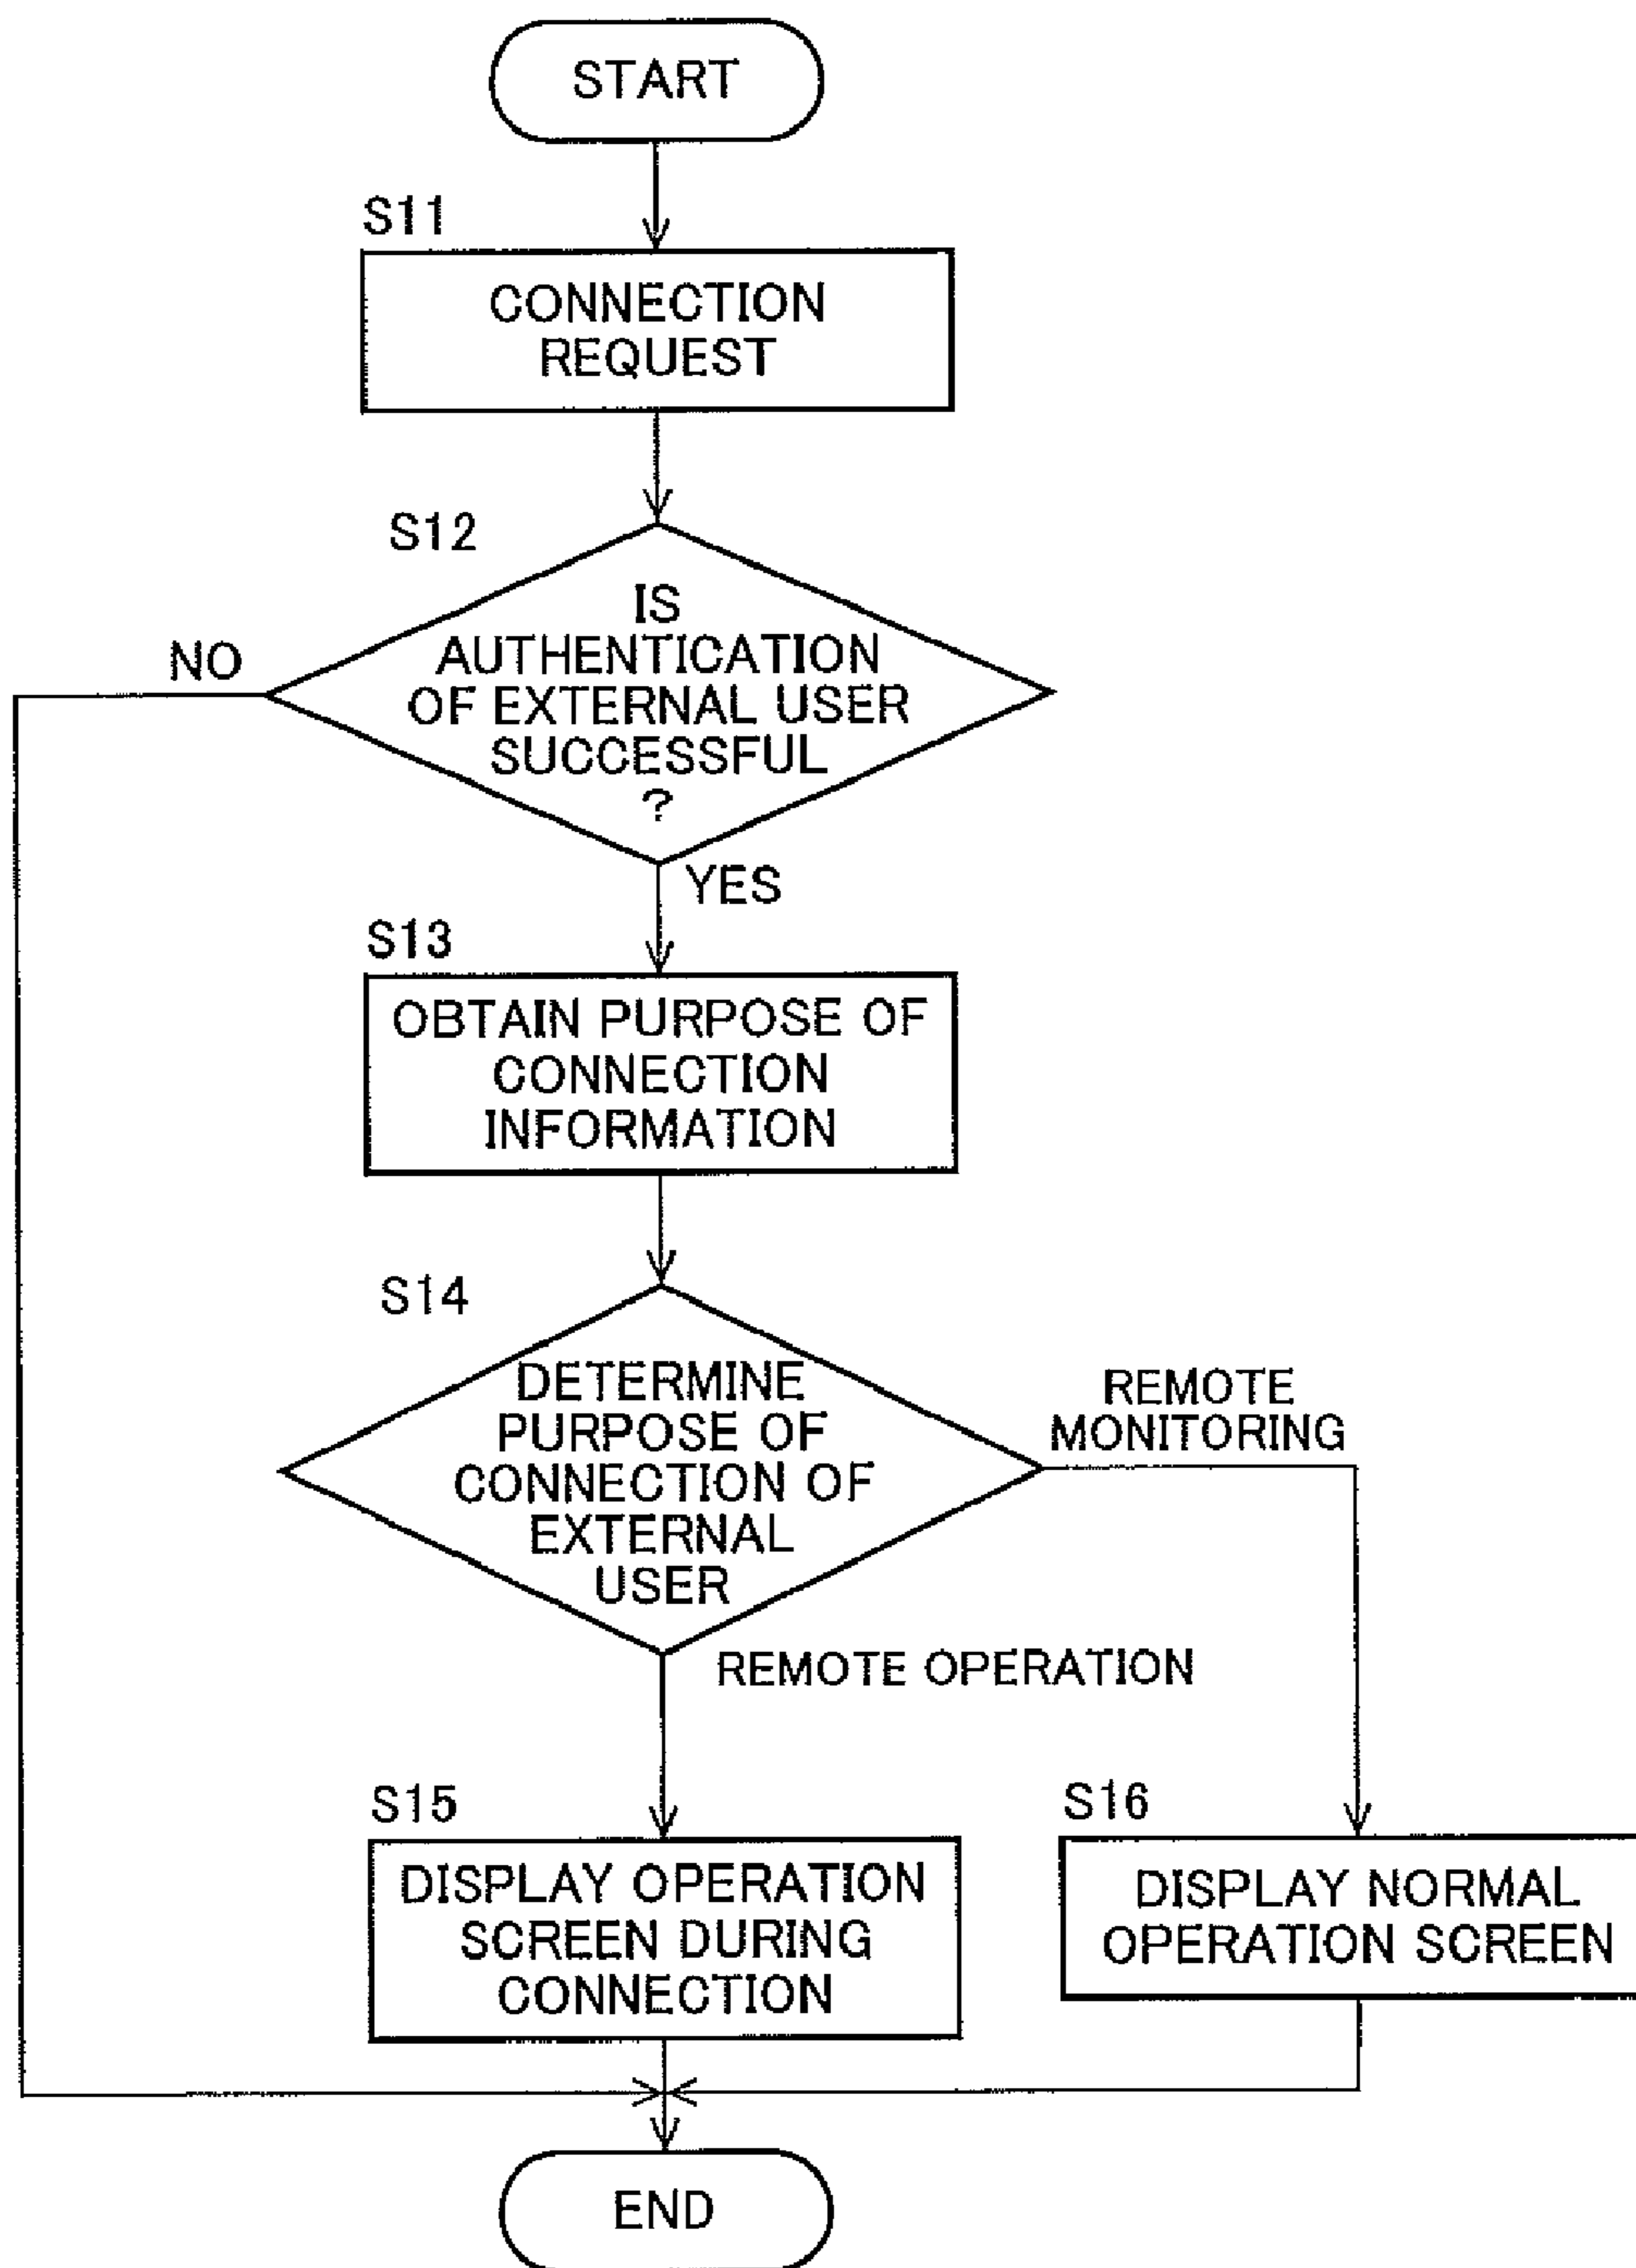 START
S11
CONNECTION
REQUEST
S12
IS
AUTHENTICATION
OF EXTERNAL USER
SUCCESSFUL
?
NO
YES
S13
OBTAIN PURPOSE OF
CONNECTION
INFORMATION
S14
DETERMINE
PURPOSE OF
CONNECTION OF
EXTERNAL
USER
REMOTE
MONITORING
REMOTE OPERATION
S15
DISPLAY OPERATION
SCREEN DURING
CONNECTION
S16
DISPLAY NORMAL
OPERATION SCREEN
END